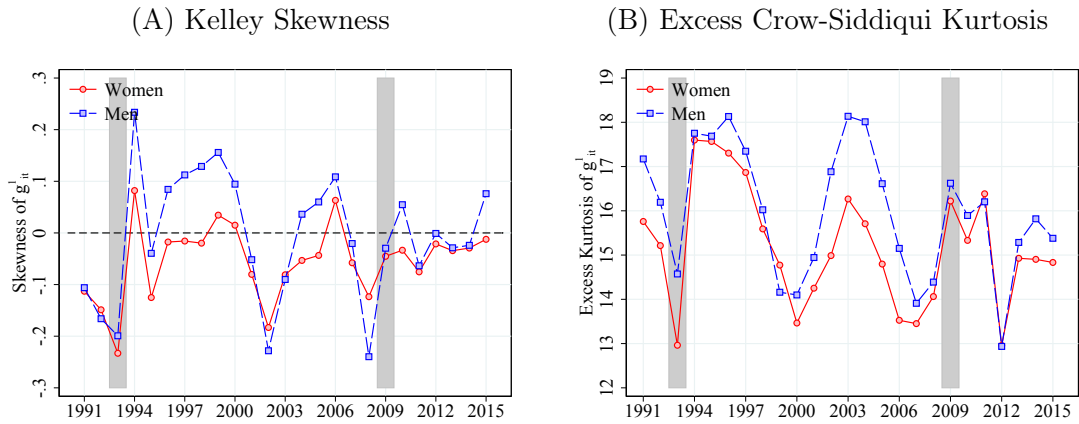 (A) Kelley Skewness
Skewness of g¹ᵢₜ
.3
.2
.1
0
-.1
-.2
-.3
Women
Men
1991 1994 1997 2000 2003 2006 2009 2012 2015
(B) Excess Crow-Siddiqui Kurtosis
Excess Kurtosis of g¹ᵢₜ
19
18
17
16
15
14
13
12
Women
Men
1991 1994 1997 2000 2003 2006 2009 2012 2015